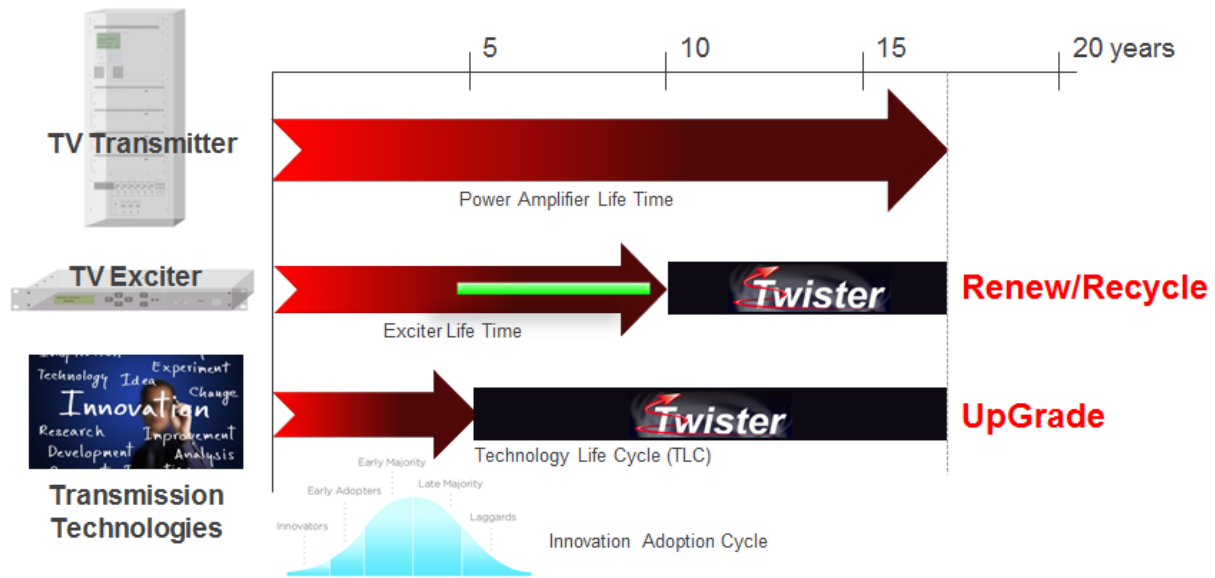 5
10
15
20 years
TV Transmitter
Power Amplifier Life Time
TV Exciter
Twister
Renew/Recycle
Exciter Life Time
Experiment
Technology
Idea
Change
Innovation
Research
Improvement
Development
Analysis
Twister
UpGrade
Technology Life Cycle (TLC)
Transmission
Technologies
Early Majority
Early Adopters
Late Majority
Innovators
Laggards
Innovation Adoption Cycle